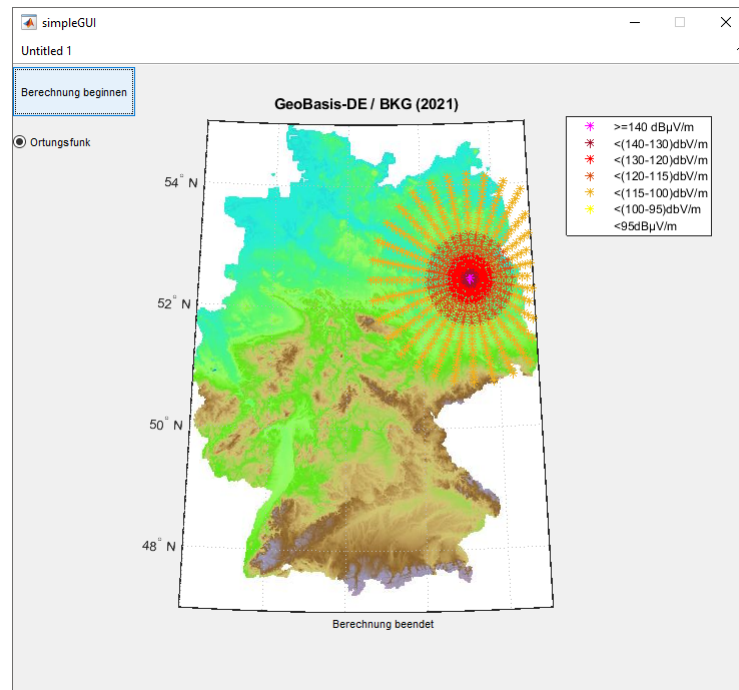 simpleGUI
Untitled 1
Berechnung beginnen
Ortungsfunk
GeoBasis-DE / BKG (2021)
>=140 dBµV/m
<(140-130)dbV/m
<(130-120)dbV/m
<(120-115)dbV/m
<(115-100)dbV/m
<(100-95)dbV/m
<95dBµV/m
54° N
52° N
50° N
48° N
Berechnung beendet